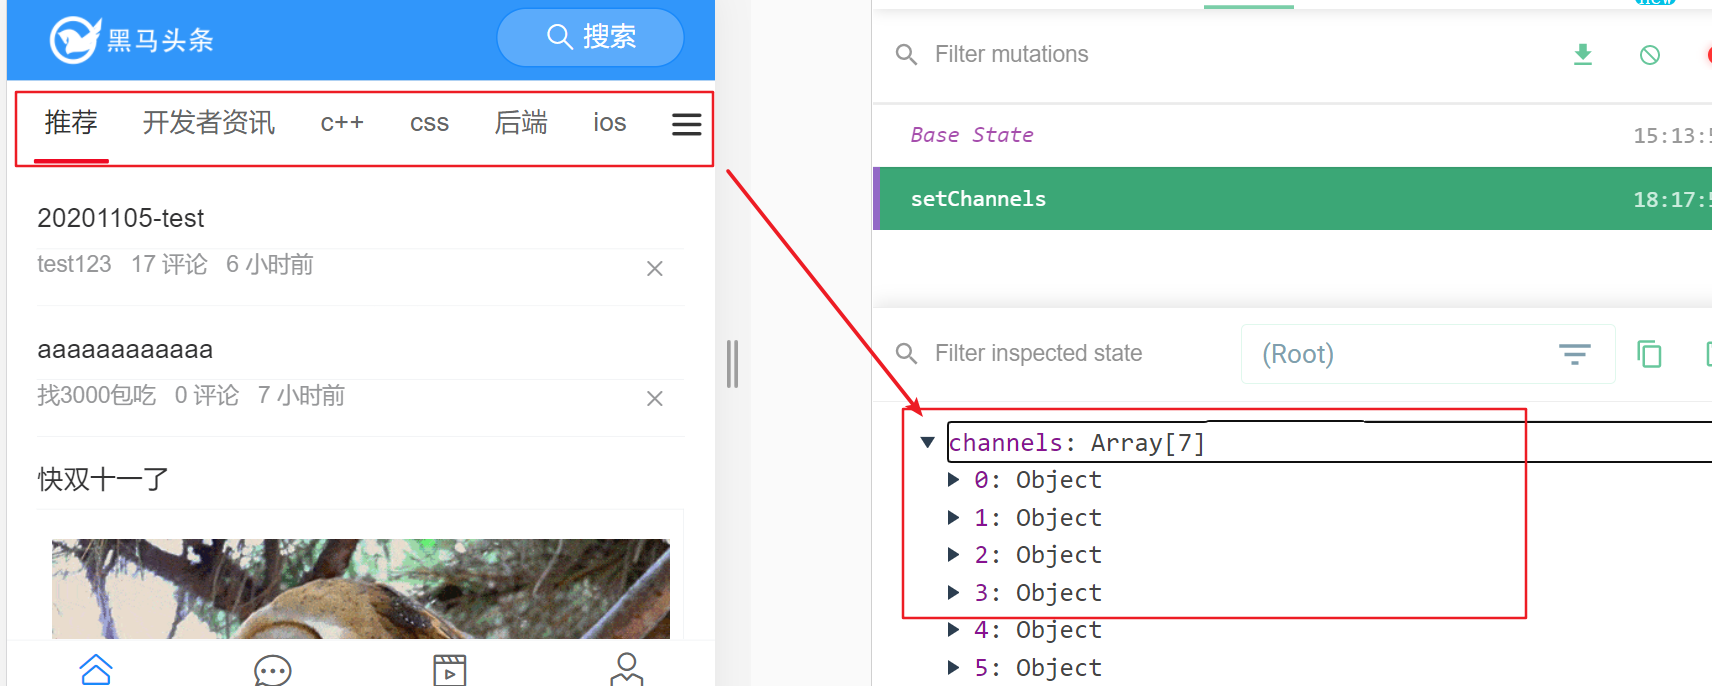 黑马头条
搜索
推荐 开发者资讯 c++ css 后端 ios
20201105-test
test123 17 评论 6 小时前
aaaaaaaaaaaa
找3000包吃 0 评论 7 小时前
快双十一了
new
Filter mutations
Base State 15:13:5
setChannels 18:17:5
Filter inspected state
(Root)
channels: Array[7]
0: Object
1: Object
2: Object
3: Object
4: Object
5: Object